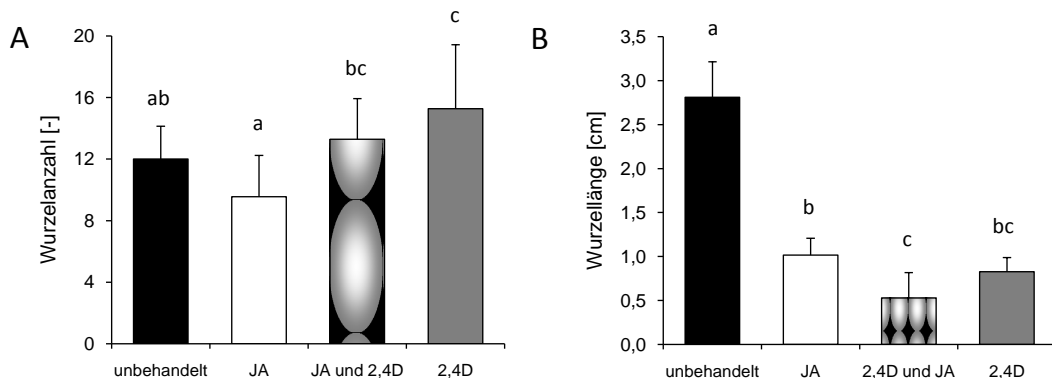 A
Wurzelanzahl [-]
20
16
12
8
4
0
ab
a
bc
c
unbehandelt JA JA und 2,4D 2,4D
B
Wurzellänge [cm]
3,5
3,0
2,5
2,0
1,5
1,0
0,5
0,0
a
b
c
bc
unbehandelt JA 2,4D und JA 2,4D